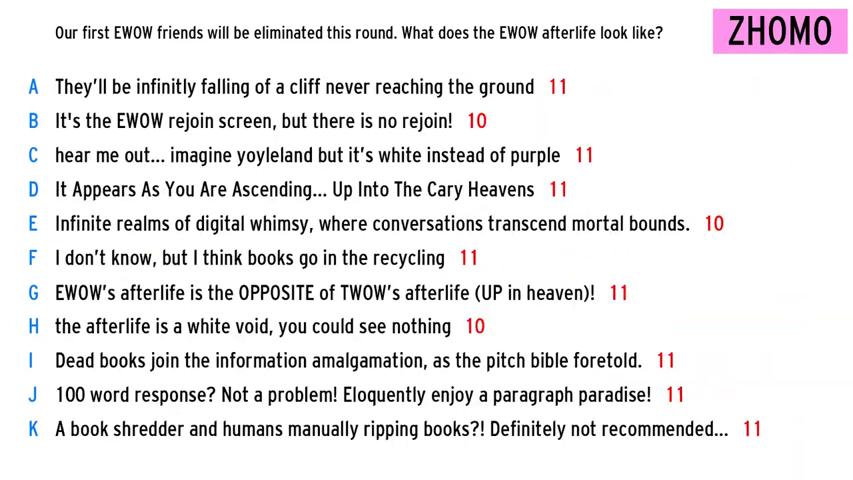 Our first EWOW friends will be eliminated this round. What does the EWOW afterlife look like?
ZHOMO
A They'll be infinitly falling of a cliff never reaching the ground 11
B It's the EWOW rejoin screen, but there is no rejoin! 10
C hear me out... imagine yoyleland but it's white instead of purple 11
D It Appears As You Are Ascending... Up Into The Cary Heavens 11
E Infinite realms of digital whimsy, where conversations transcend mortal bounds. 10
F I don't know, but I think books go in the recycling 11
G EWOW's afterlife is the OPPOSITE of TWOW's afterlife (UP in heaven)! 11
H the afterlife is a white void, you could see nothing 10
I Dead books join the information amalgamation, as the pitch bible foretold. 11
J 100 word response? Not a problem! Eloquently enjoy a paragraph paradise! 11
K A book shredder and humans manually ripping books?! Definitely not recommended... 11